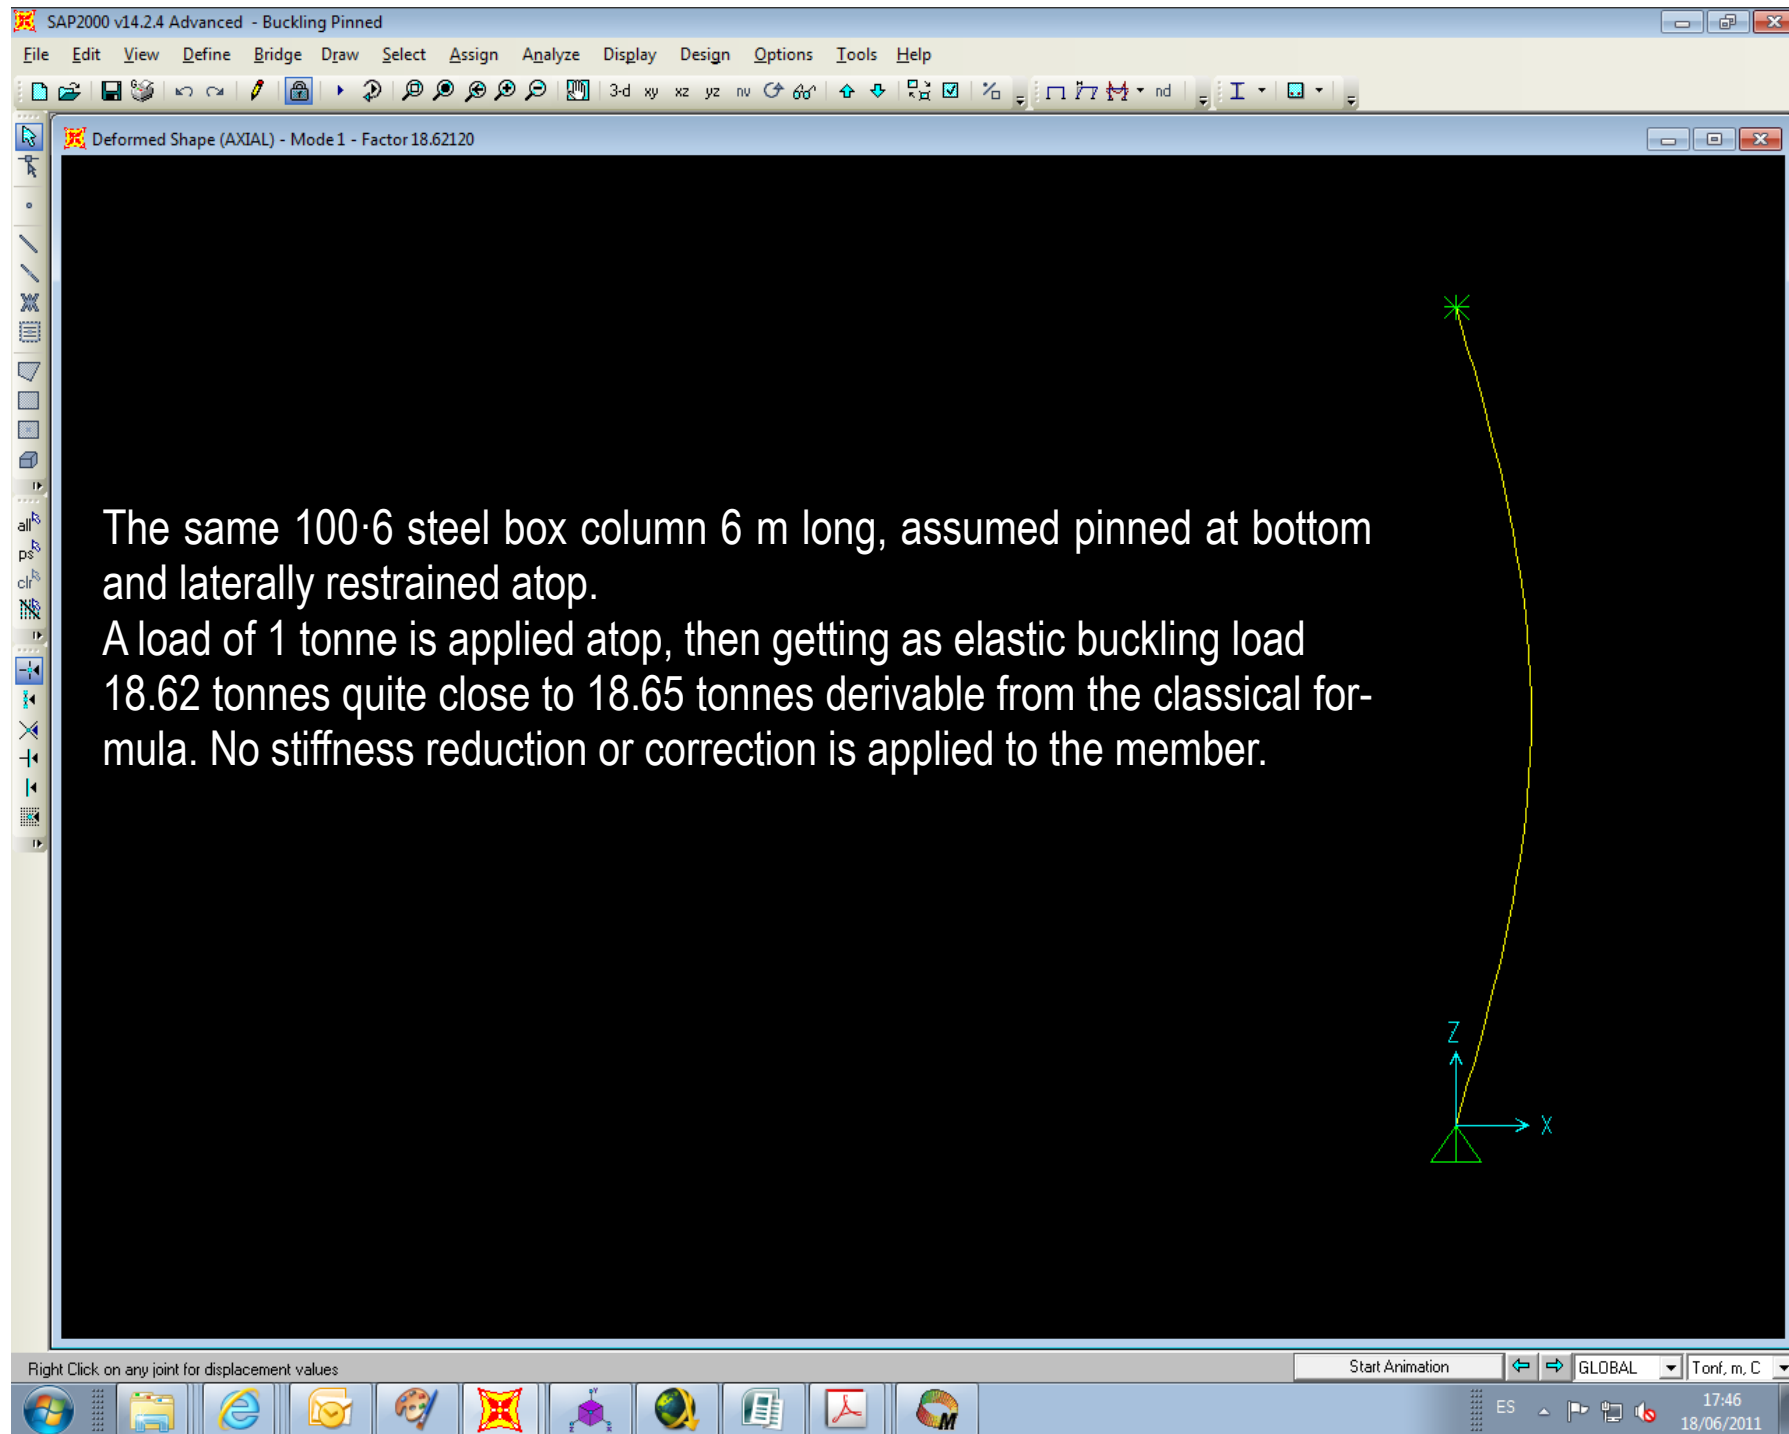 SAP2000 v14.2.4 Advanced - Buckling Pinned
File Edit View Define Bridge Draw Select Assign Analyze Display Design Options Tools Help
3-d xy xz yz nv nd
Deformed Shape (AXIAL) - Mode 1 - Factor 18.62120
all
ps
clr
The same 100·6 steel box column 6 m long, assumed pinned at bottom
and laterally restrained atop.
A load of 1 tonne is applied atop, then getting as elastic buckling load
18.62 tonnes quite close to 18.65 tonnes derivable from the classical for-
mula. No stiffness reduction or correction is applied to the member.
Z
X
Right Click on any joint for displacement values
Start Animation GLOBAL Tonf, m, C
ES 17:46
18/06/2011